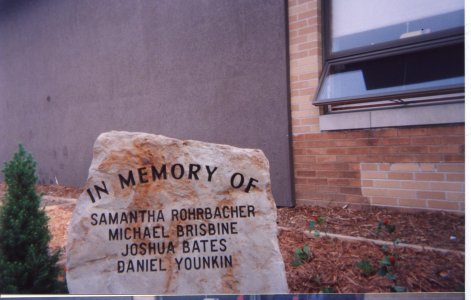 IN MEMORY OF
SAMANTHA ROHRBACHER
MICHAEL BRISBINE
JOSHUA BATES
DANIEL YOUNKIN